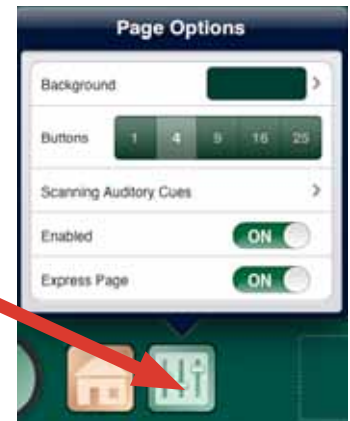 Page Options
Background
Buttons 1 4 9 16 25
Scanning Auditory Cues
Enabled ON
Express Page ON